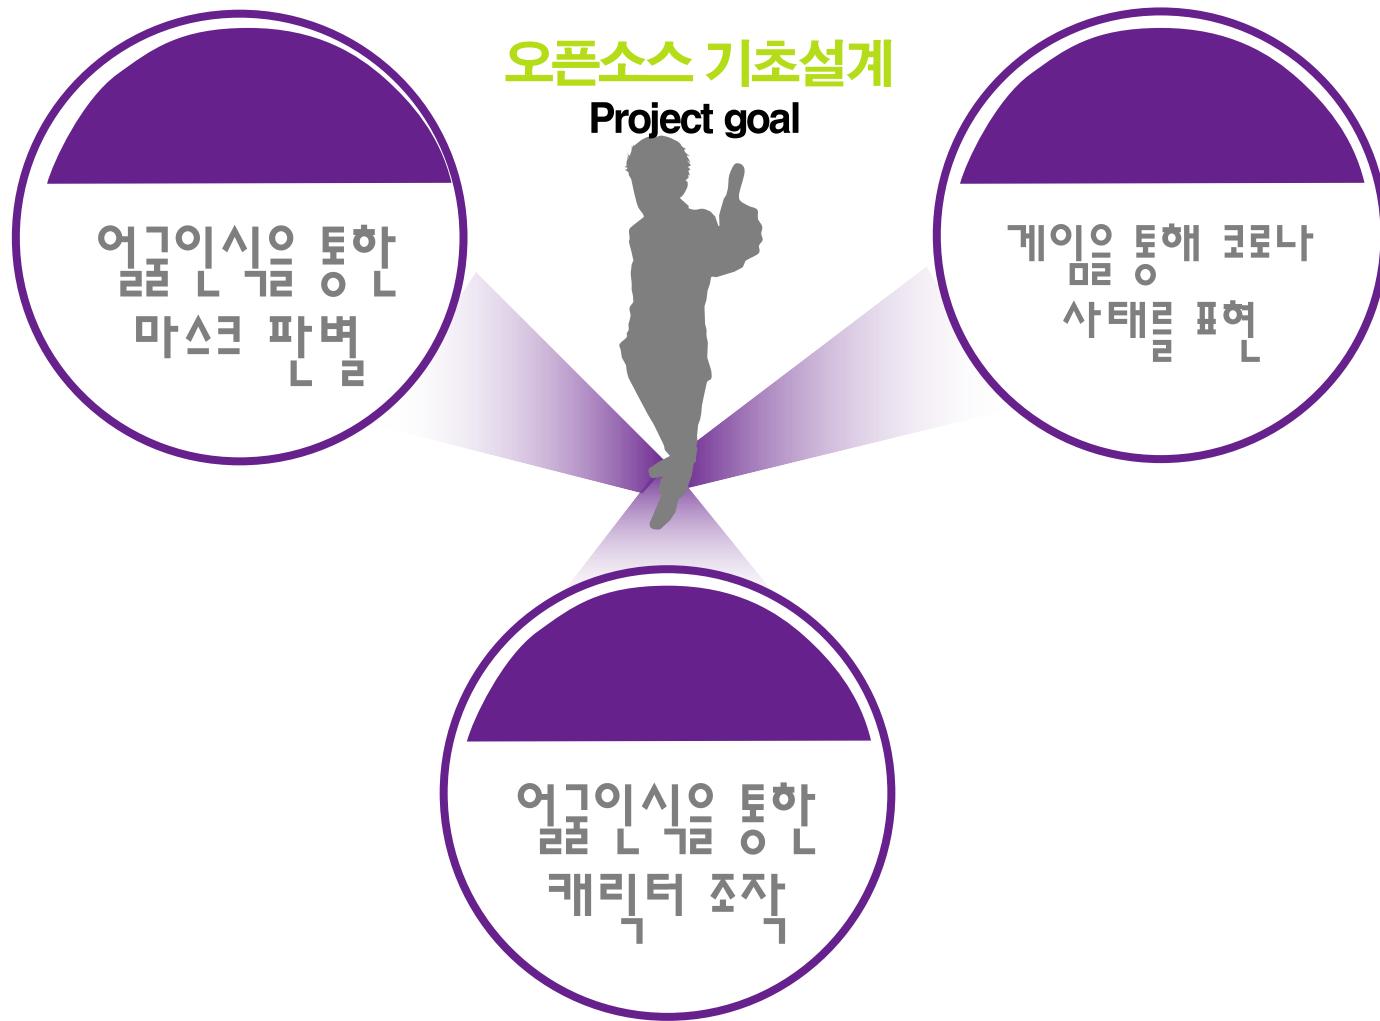 오픈소스 기초설계
Project goal
얼굴인식을 통한
마스크 판별
게임을 통해 코로나
사태를 표현
얼굴인식을 통한
캐릭터 조작